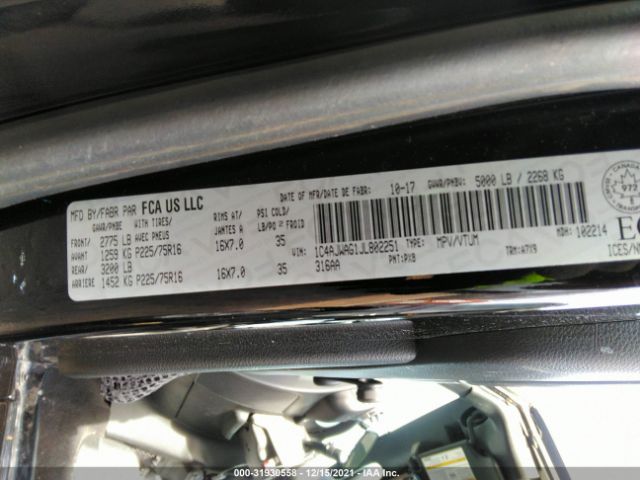 MFD BY/FABR PAR FCA US LLC
DATE OF MFR/DATE DE FABR: 10-17 GVWR/PNBV: 5000 LB / 2268 KG
GAWR/PNBE WITH TIRES/ RIMS AT/ PSI COLD/
AVEC PNEUS JANTES A LB/PO² FROID
FRONT/ 2775 LB
AVANT 1259 KG P225/75R16 16X7.0 35
REAR/ 3200 LB
ARRIERE 1452 KG P225/75R16 16X7.0 35
VIN: 1C4AJWAG1JL802251 TYPE: MPV/VTUM MDH: 102214
316AA PNT: PX8 TRM: A7X9
CANADA
973
ICES/N
000-31930558 - 12/15/2021 - IAA Inc.